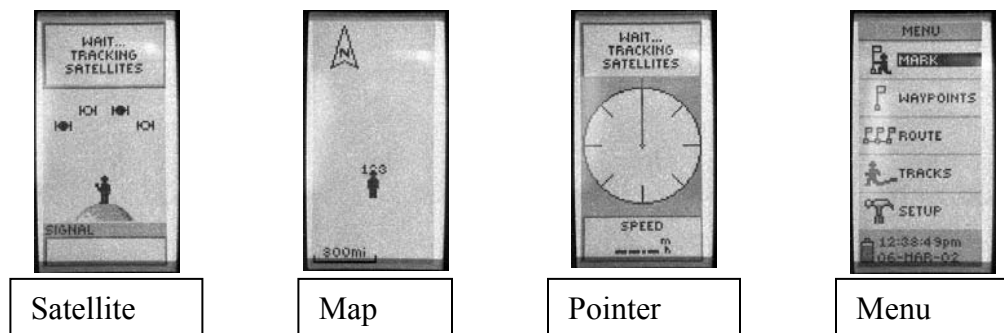 WAIT...
TRACKING
SATELLITES
SIGNAL
Satellite
N
123
800mi
Map
WAIT...
TRACKING
SATELLITES
SPEED
m
h
Pointer
MENU
MARK
WAYPOINTS
ROUTE
TRACKS
SETUP
12:38:49pm
06-MAR-02
Menu